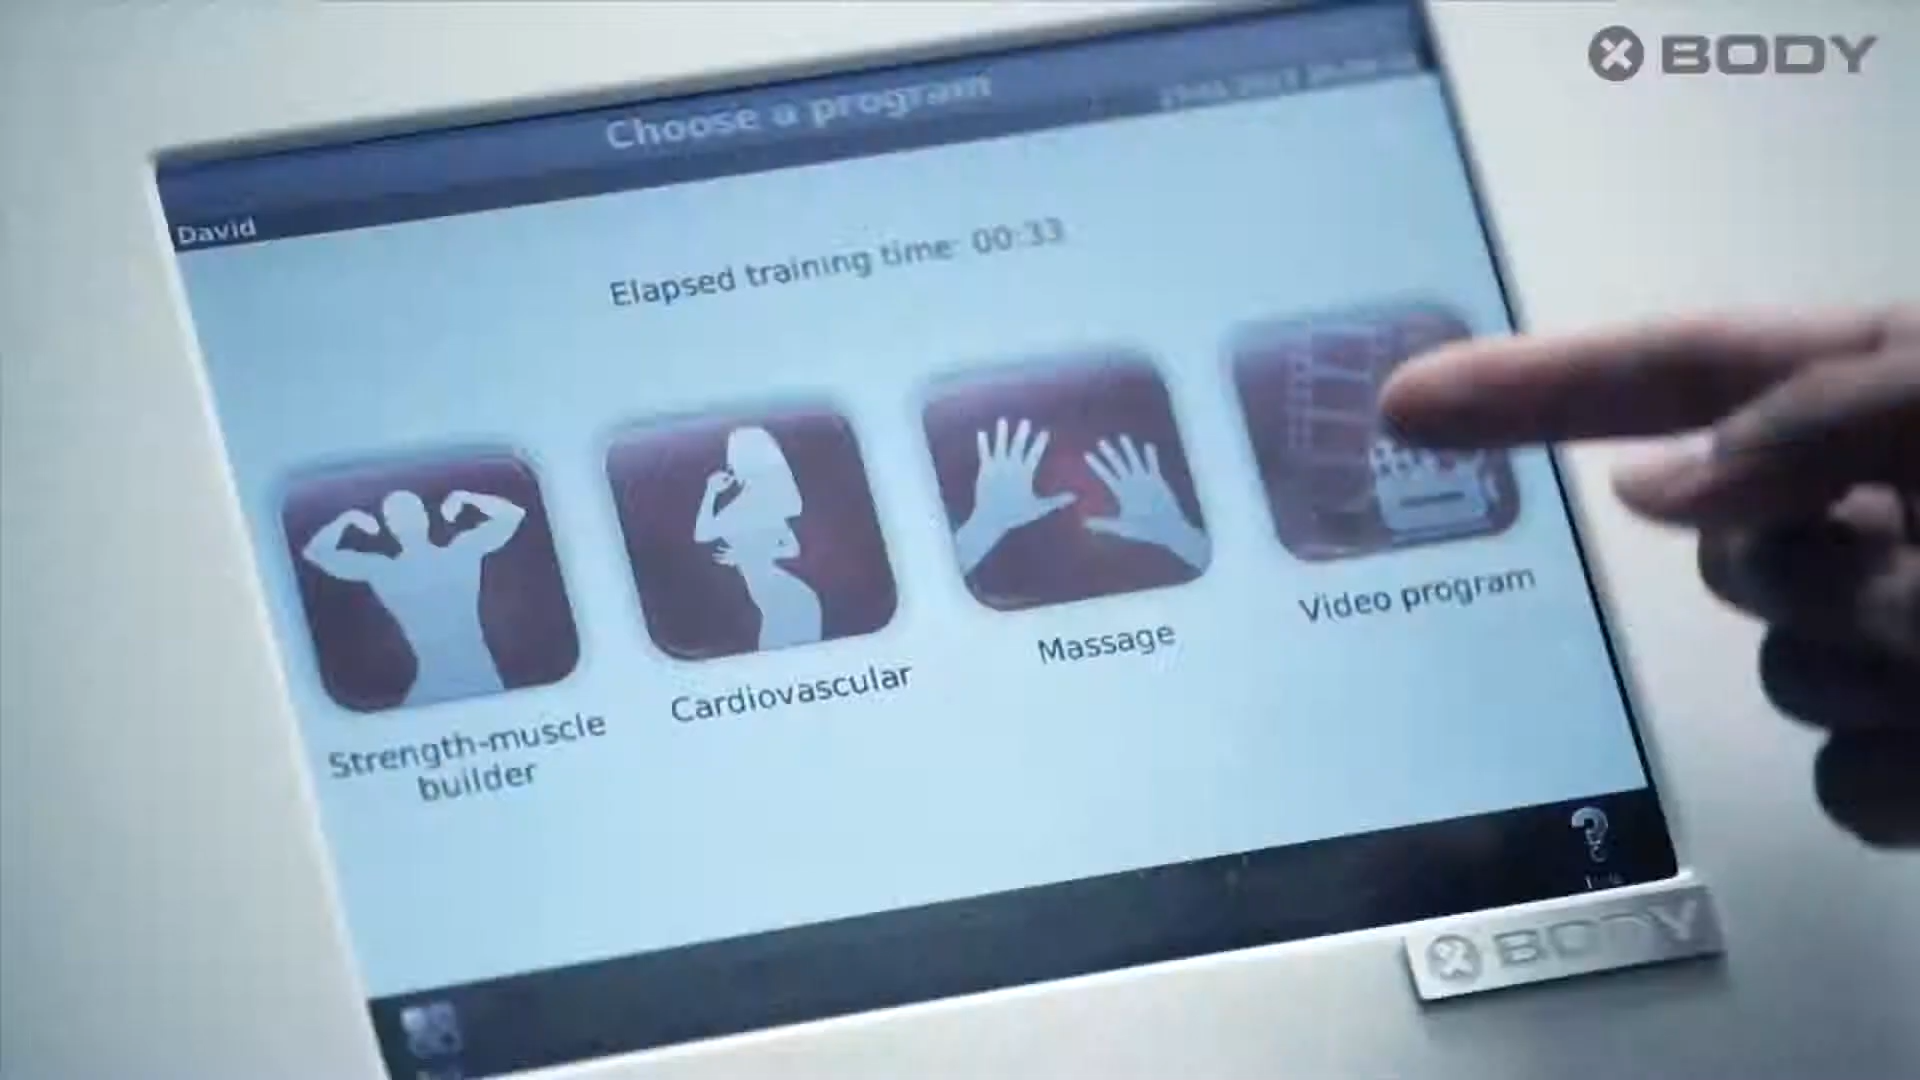 BODY
Choose a program
David
Elapsed training time: 00:33
Strength-muscle
builder
Cardiovascular
Massage
Video program
BODY